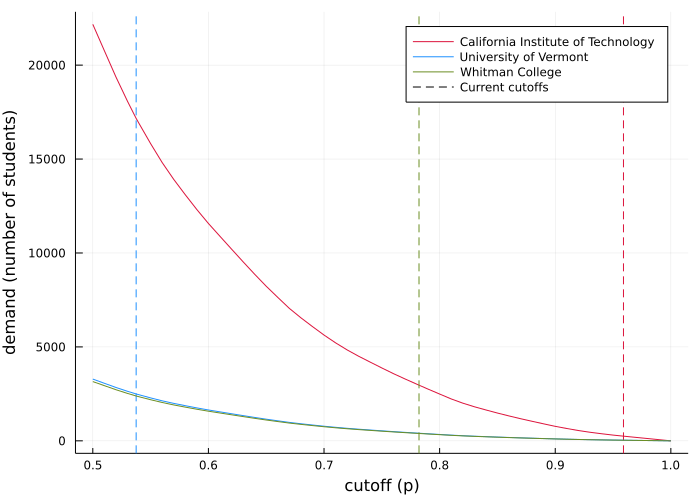 California Institute of Technology
University of Vermont
Whitman College
Current cutoffs
demand (number of students)
20000
15000
10000
5000
0
0.5 0.6 0.7 0.8 0.9 1.0
cutoff (p)